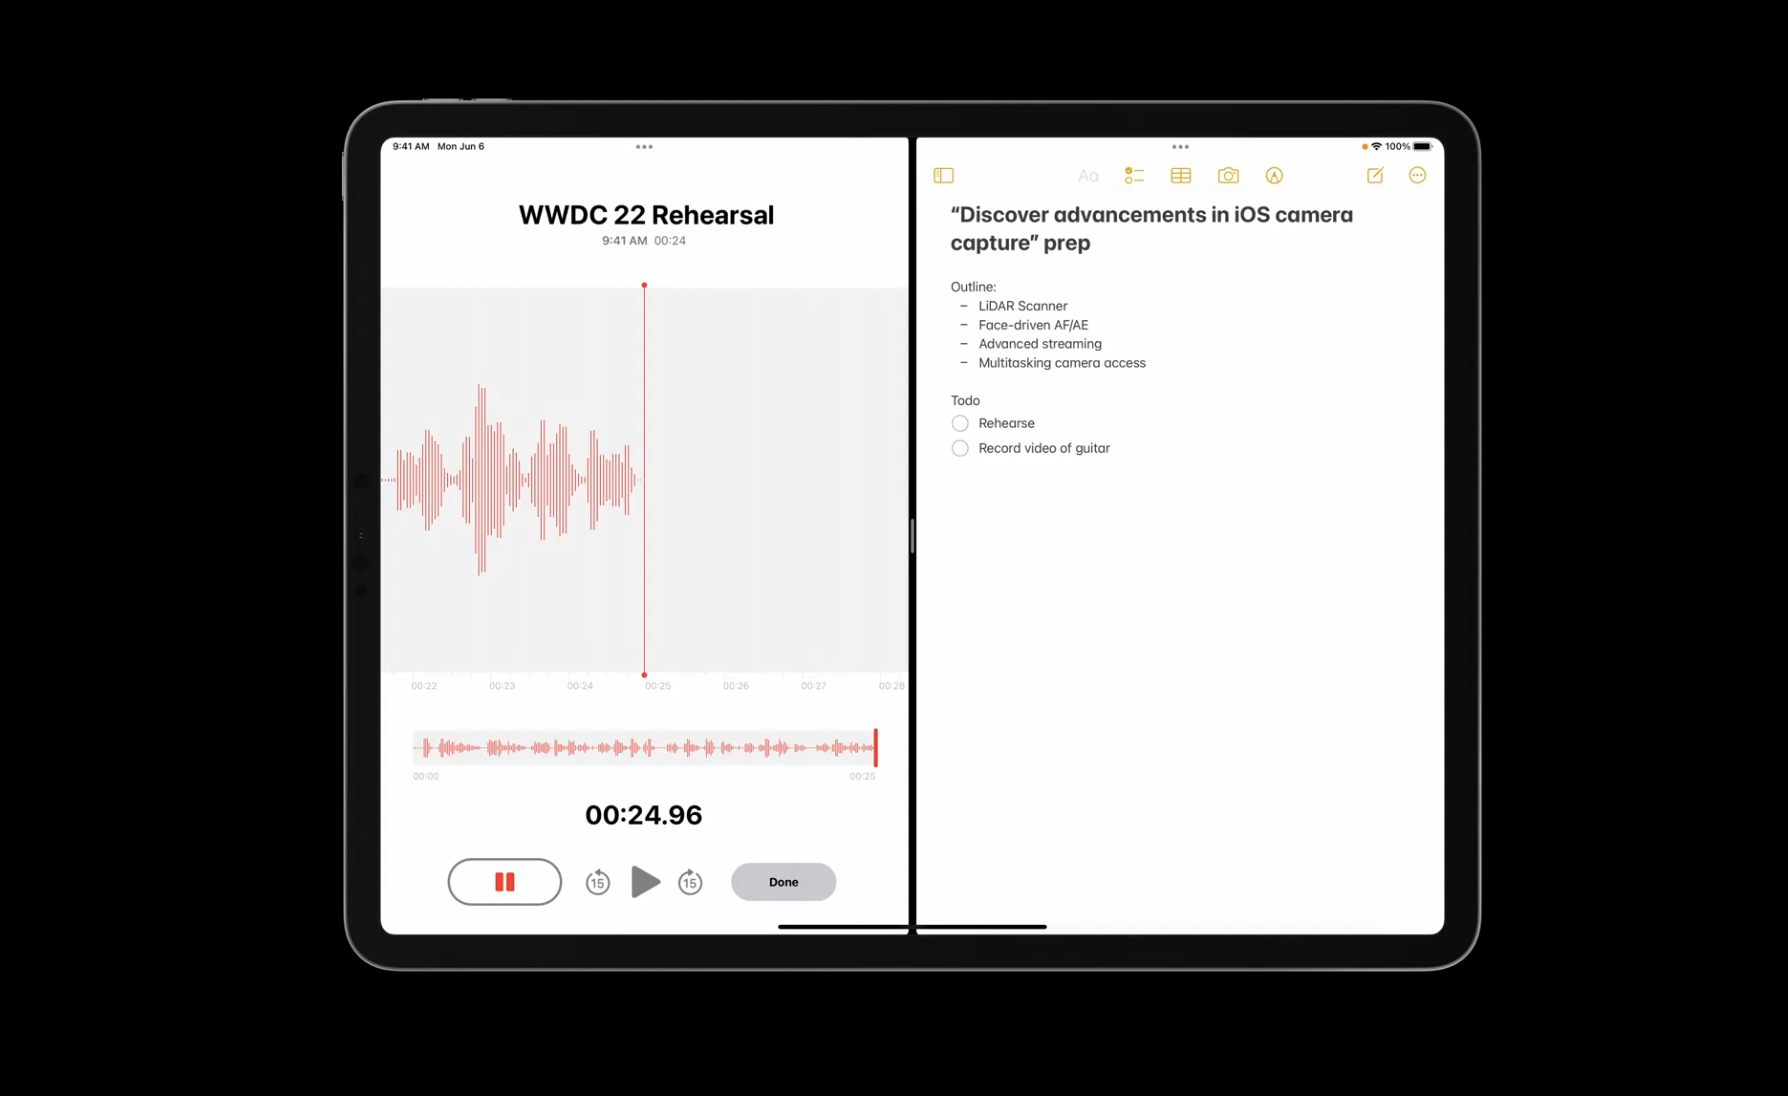 9:41 AM Mon Jun 6
WWDC 22 Rehearsal
9:41 AM 00:24
00:22 00:23 00:24 00:25 00:26 00:27 00:28
00:00 00:25
00:24.96
15 15 Done
100%
Aa
“Discover advancements in iOS camera
capture” prep
Outline:
– LiDAR Scanner
– Face-driven AF/AE
– Advanced streaming
– Multitasking camera access
Todo
Rehearse
Record video of guitar